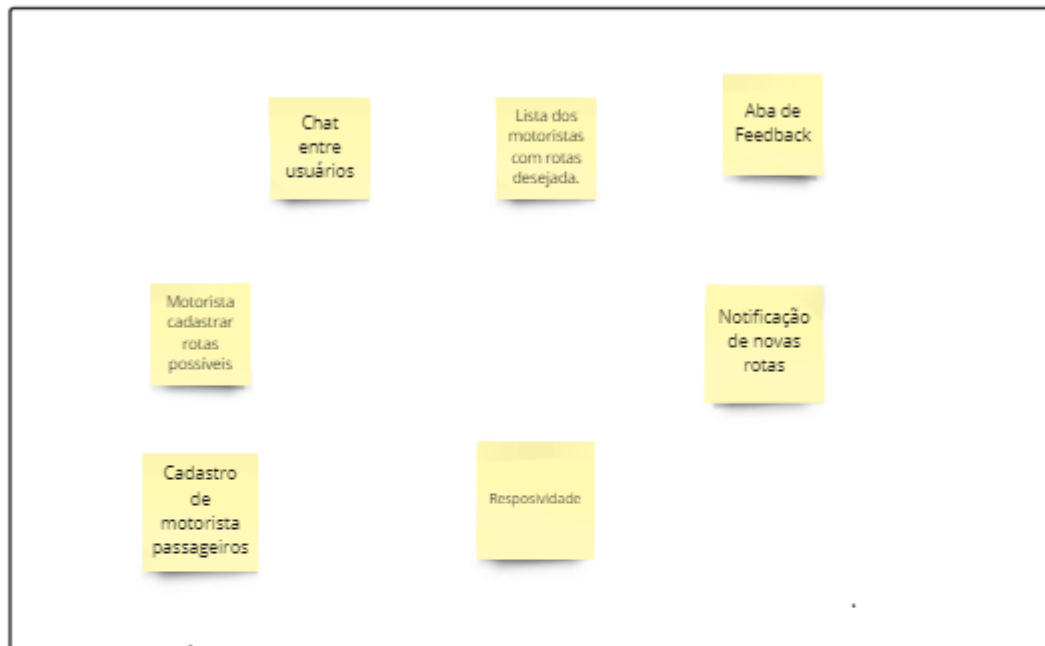 Chat
entre
usuários
Lista dos
motoristas
com rotas
desejada.
Aba de
Feedback
Motorista
cadastrar
rotas
possíveis
Notificação
de novas
rotas
Cadastro
de
motorista
passageiros
Resposividade